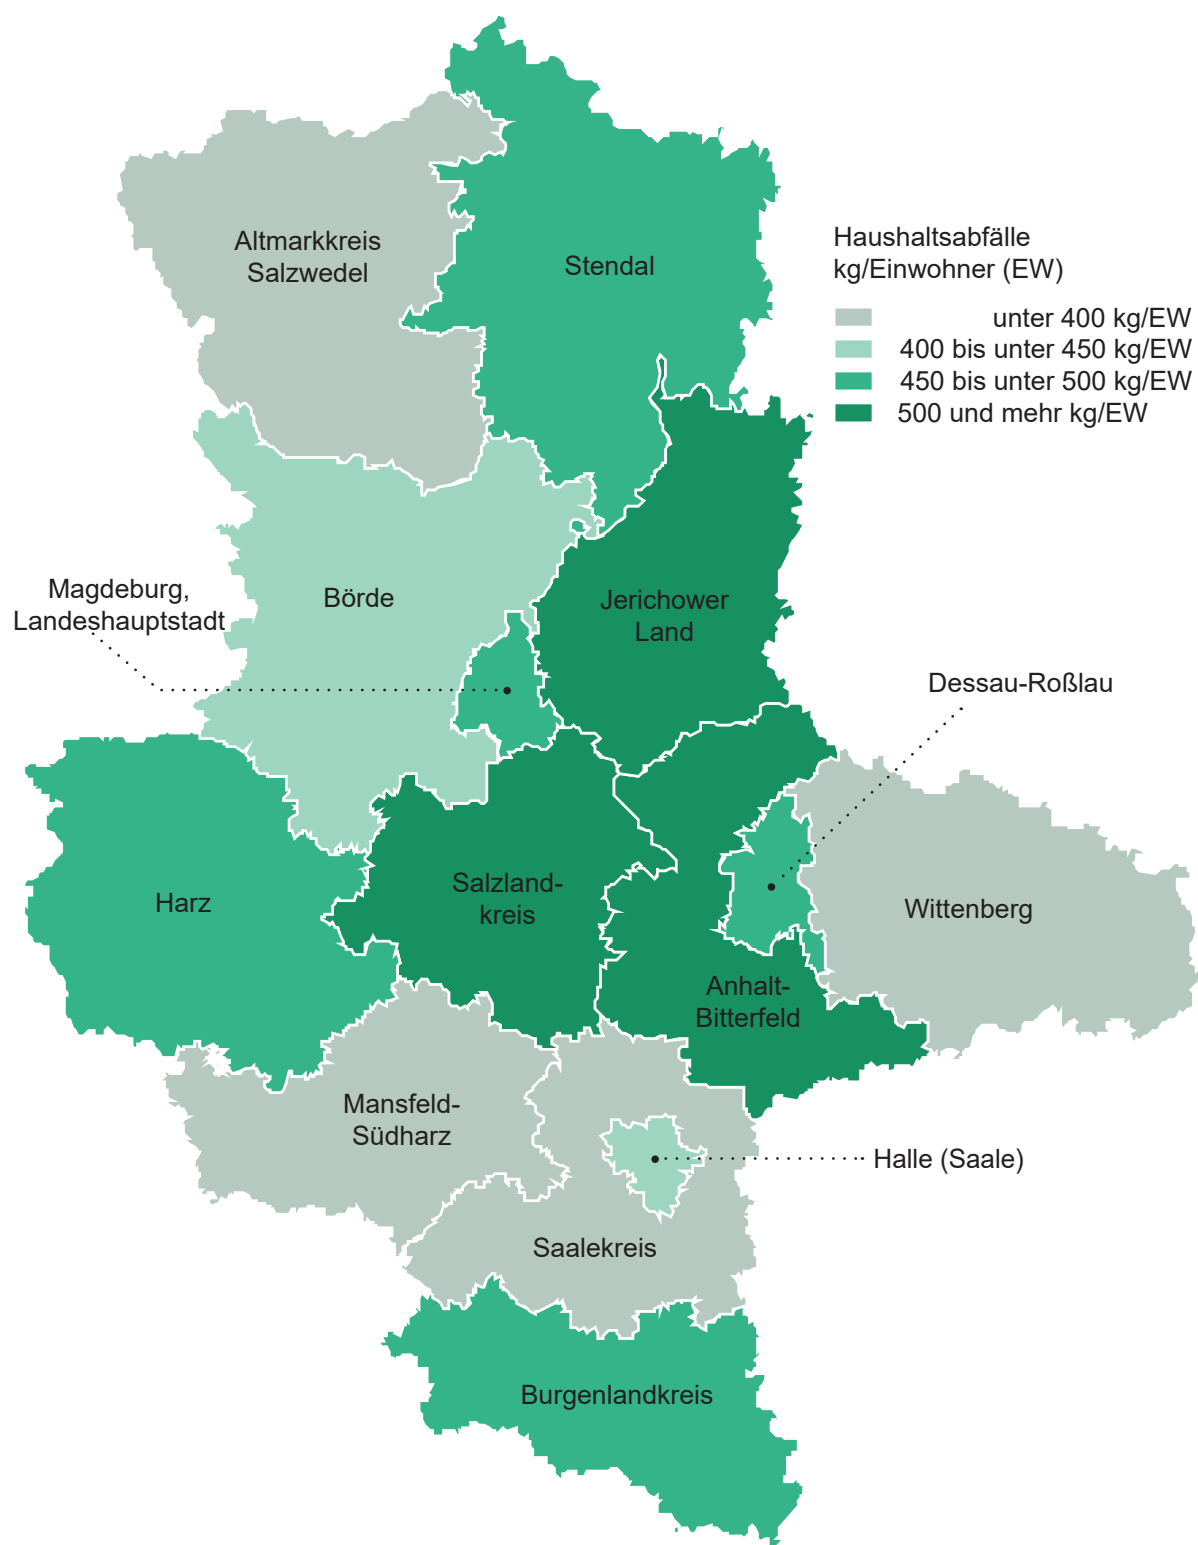 Altmarkkreis
Salzwedel
Stendal
Haushaltsabfälle
kg/Einwohner (EW)
unter 400 kg/EW
400 bis unter 450 kg/EW
450 bis unter 500 kg/EW
500 und mehr kg/EW
Magdeburg,
Landeshauptstadt
Börde
Jerichower
Land
Dessau-Roßlau
Harz
Salzland-
kreis
Wittenberg
Anhalt-
Bitterfeld
Mansfeld-
Südharz
Halle (Saale)
Saalekreis
Burgenlandkreis